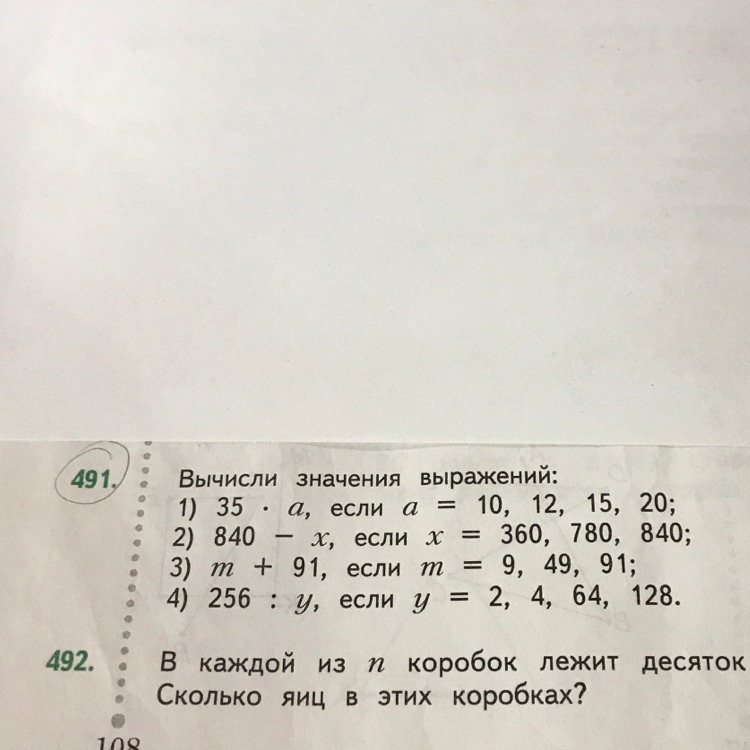 491. Вычисли значения выражений:
1) 35 · a, если a = 10, 12, 15, 20;
2) 840 − x, если x = 360, 780, 840;
3) m + 91, если m = 9, 49, 91;
4) 256 : y, если y = 2, 4, 64, 128.
492. В каждой из n коробок лежит десяток
Сколько яиц в этих коробках?
108